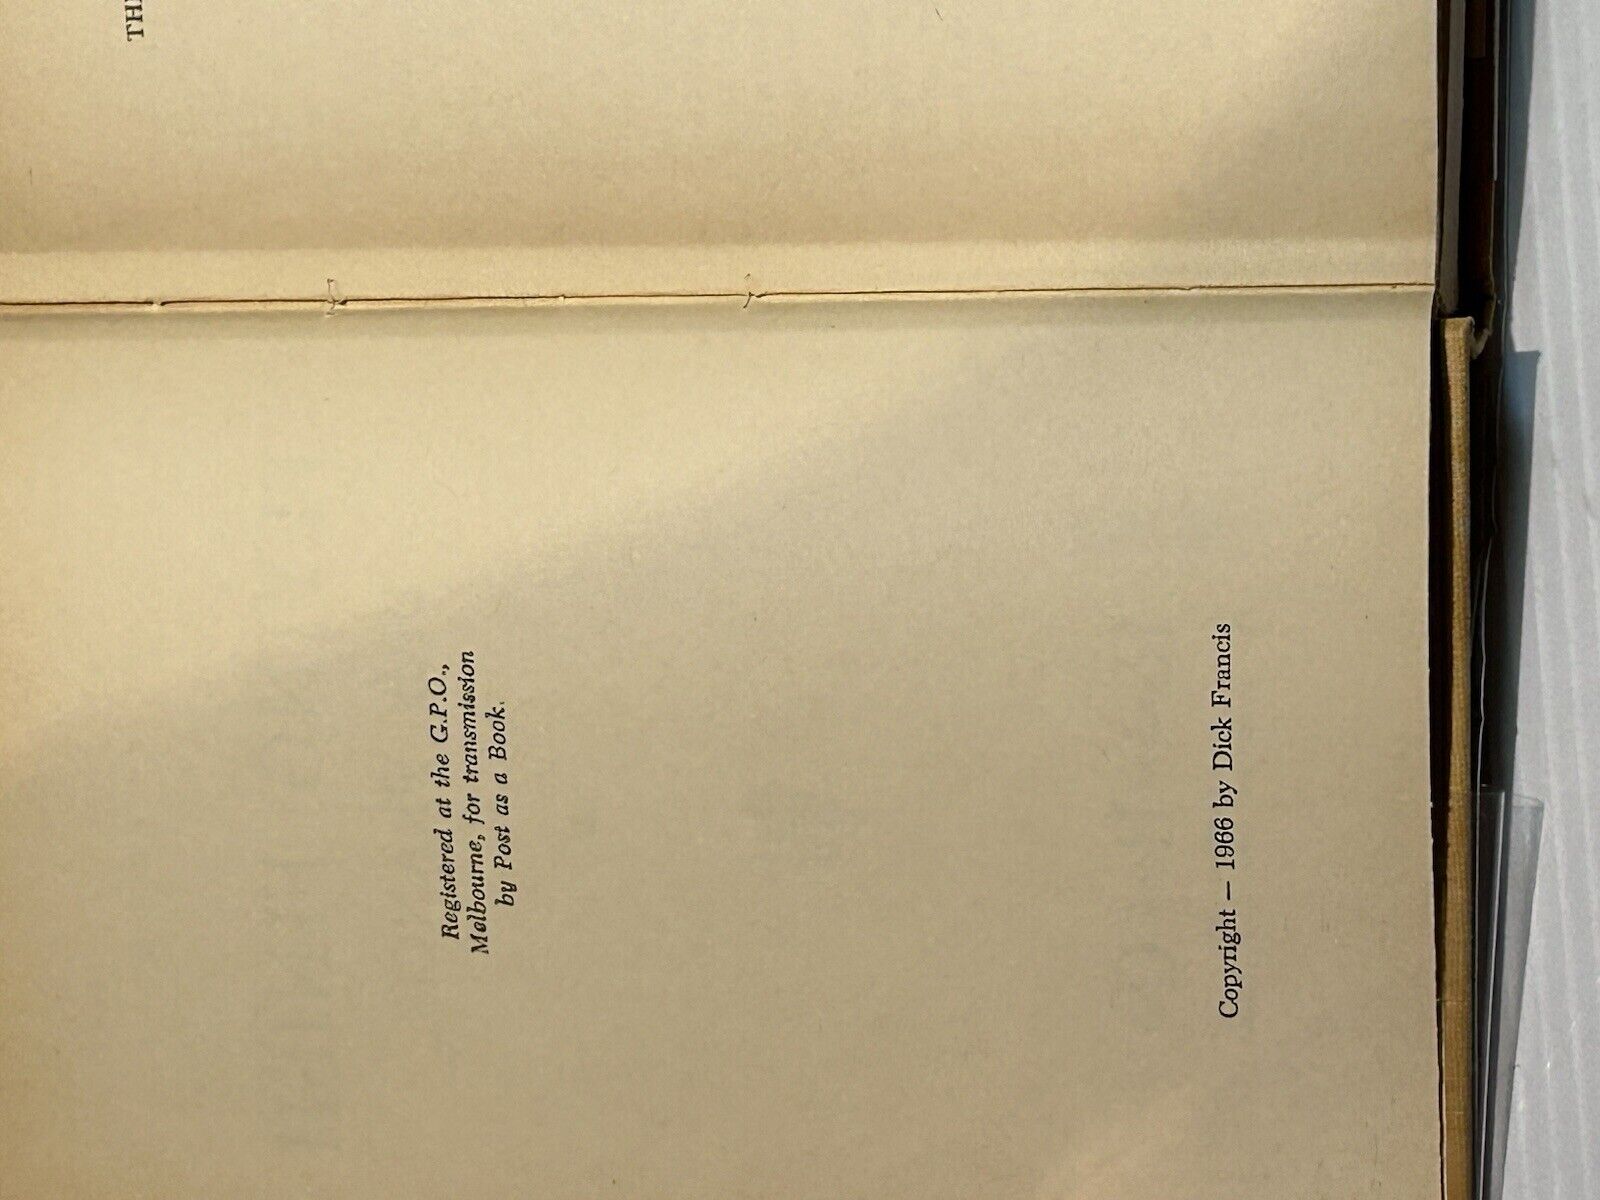 Registered at the G.P.O.,
Melbourne, for transmission
by Post as a Book.
Copyright — 1966 by Dick Francis